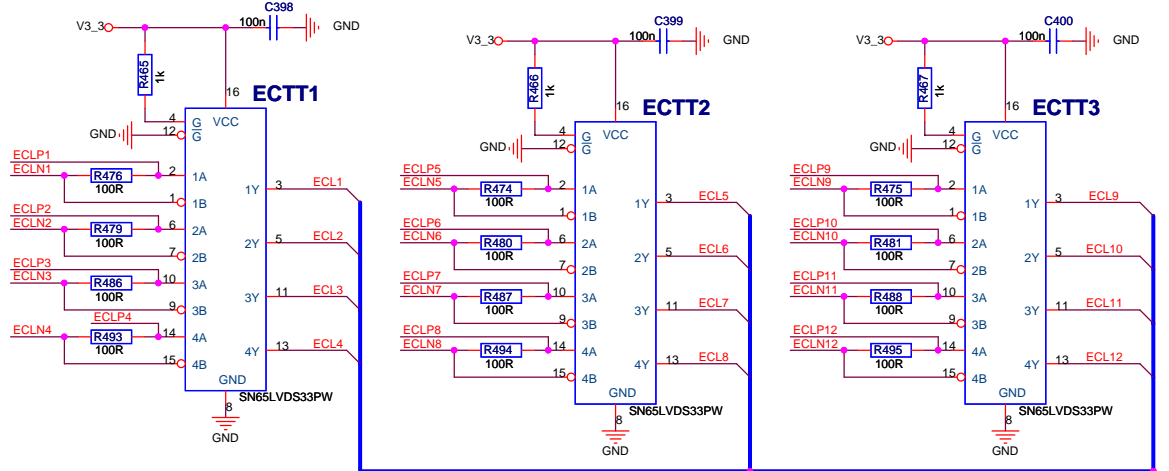 C398
V3_3
100n
GND
R465
1k
16
ECTT1
4
G
VCC
12
GND
G
ECLP1
ECLN1
R476
100R
2
1A
1
1B
3
1Y
ECL1
ECLP2
ECLN2
R479
100R
6
2A
7
2B
5
2Y
ECL2
ECLP3
ECLN3
R486
100R
10
3A
9
3B
11
3Y
ECL3
ECLP4
ECLN4
R493
100R
14
4A
15
4B
13
4Y
ECL4
GND
SN65LVDS33PW
8
GND
C399
V3_3
100n
GND
R466
1k
16
ECTT2
4
G
VCC
12
GND
G
ECLP5
ECLN5
R474
100R
2
1A
1
1B
3
1Y
ECL5
ECLP6
ECLN6
R480
100R
6
2A
7
2B
5
2Y
ECL6
ECLP7
ECLN7
R487
100R
10
3A
9
3B
11
3Y
ECL7
ECLP8
ECLN8
R494
100R
14
4A
15
4B
13
4Y
ECL8
GND
SN65LVDS33PW
8
GND
C400
V3_3
100n
GND
R467
1k
16
ECTT3
4
G
VCC
12
GND
G
ECLP9
ECLN9
R475
100R
2
1A
1
1B
3
1Y
ECL9
ECLP10
ECLN10
R481
100R
6
2A
7
2B
5
2Y
ECL10
ECLP11
ECLN11
R488
100R
10
3A
9
3B
11
3Y
ECL11
ECLP12
ECLN12
R495
100R
14
4A
15
4B
13
4Y
ECL12
GND
SN65LVDS33PW
8
GND